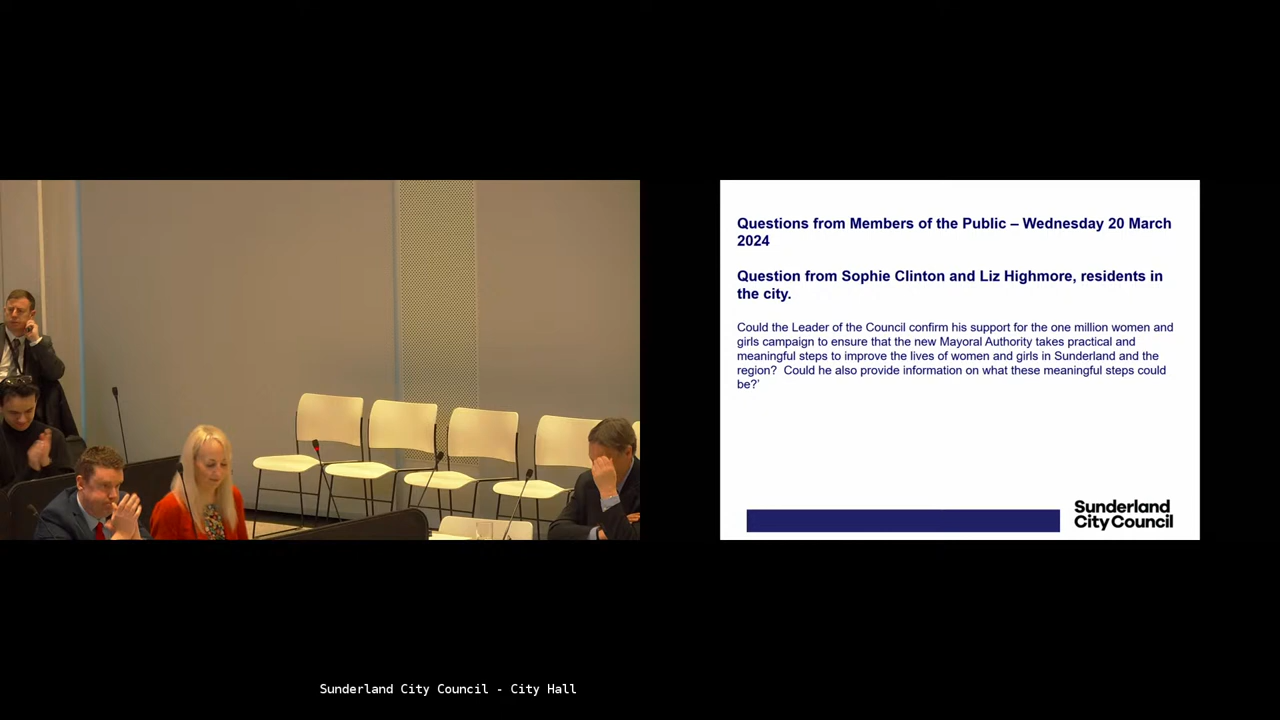 Questions from Members of the Public – Wednesday 20 March
2024
Question from Sophie Clinton and Liz Highmore, residents in
the city.
Could the Leader of the Council confirm his support for the one million women and
girls campaign to ensure that the new Mayoral Authority takes practical and
meaningful steps to improve the lives of women and girls in Sunderland and the
region?  Could he also provide information on what these meaningful steps could
be?’
Sunderland
City Council
Sunderland City Council - City Hall